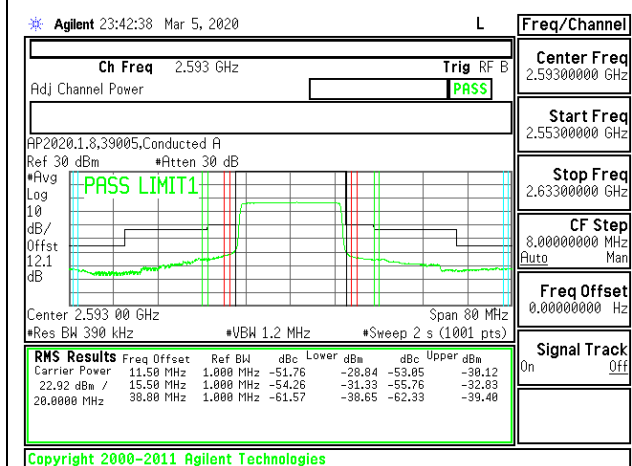 Agilent 23:42:38 Mar 5, 2020 L
Ch Freq 2.593 GHz Trig RF B
Adj Channel Power PASS
AP2020.1.8,39005,Conducted A
Ref 30 dBm #Atten 30 dB
#Avg
Log
10
dB/
Offst
12.1
dB
PASS LIMIT1
Center 2.593 00 GHz Span 80 MHz
#Res BW 390 kHz #VBW 1.2 MHz #Sweep 2 s (1001 pts)
RMS Results Freq Offset Ref BW dBc Lower dBm dBc Upper dBm
Carrier Power 11.50 MHz 1.000 MHz -51.76 -28.84 -53.05 -30.12
22.92 dBm / 15.50 MHz 1.000 MHz -54.26 -31.33 -55.76 -32.83
20.0000 MHz 38.80 MHz 1.000 MHz -61.57 -38.65 -62.33 -39.40
Copyright 2000-2011 Agilent Technologies
Freq/Channel
Center Freq
2.59300000 GHz
Start Freq
2.55300000 GHz
Stop Freq
2.63300000 GHz
CF Step
8.00000000 MHz
Auto Man
Freq Offset
0.00000000 Hz
Signal Track
On Off